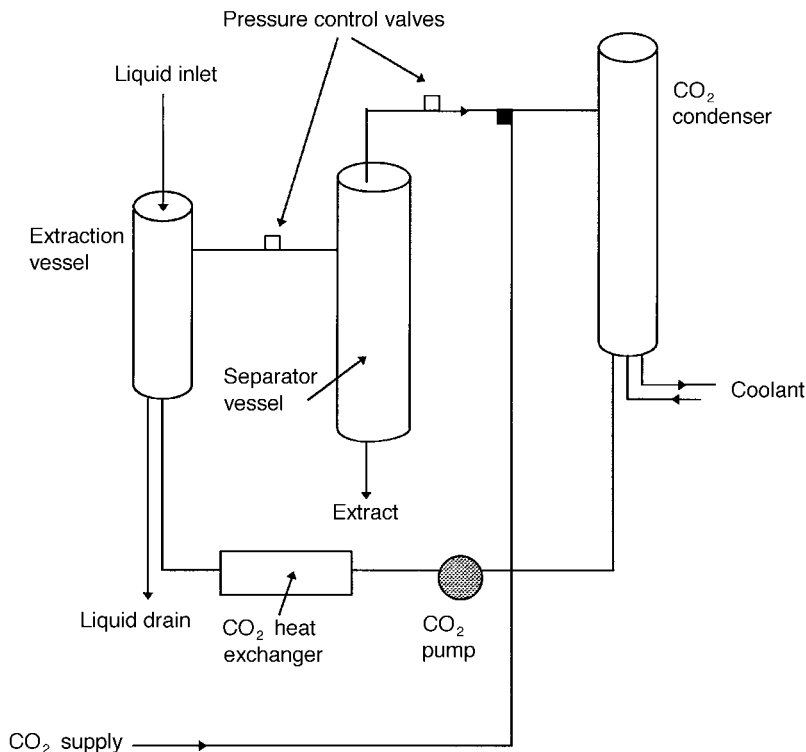 Pressure control valves
Liquid inlet
CO₂
condenser
Extraction
vessel
Separator
vessel
Coolant
Extract
Liquid drain
CO₂ heat
exchanger
CO₂
pump
CO₂ supply